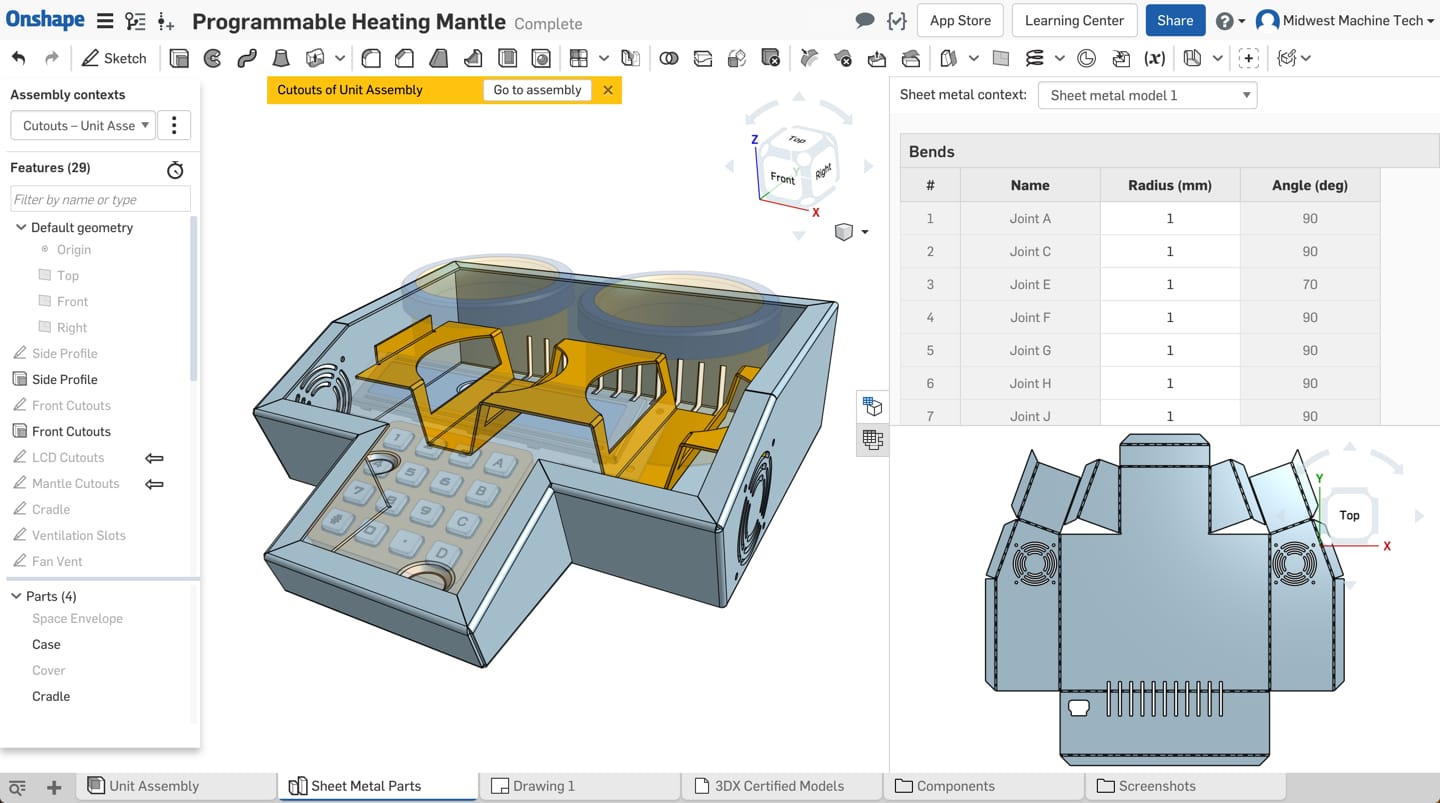 Onshape Programmable Heating Mantle Complete App Store Learning Center Share Midwest Machine Tech
Sketch (x)
Assembly contexts
Cutouts – Unit Asse
Features (29)
Filter by name or type
Default geometry
Origin
Top
Front
Right
Side Profile
Side Profile
Front Cutouts
Front Cutouts
LCD Cutouts
Mantle Cutouts
Cradle
Ventilation Slots
Fan Vent
Parts (4)
Space Envelope
Case
Cover
Cradle
Cutouts of Unit Assembly Go to assembly
Z
Top
Front Right
Y
X
1 A
4 5 6 B
7 8 9 C
# 0 . D
Sheet metal context: Sheet metal model 1
Bends
# Name Radius (mm) Angle (deg)
1 Joint A 1 90
2 Joint C 1 90
3 Joint E 1 70
4 Joint F 1 90
5 Joint G 1 90
6 Joint H 1 90
7 Joint J 1 90
Y
Top
X
Unit Assembly Sheet Metal Parts Drawing 1 3DX Certified Models Components Screenshots